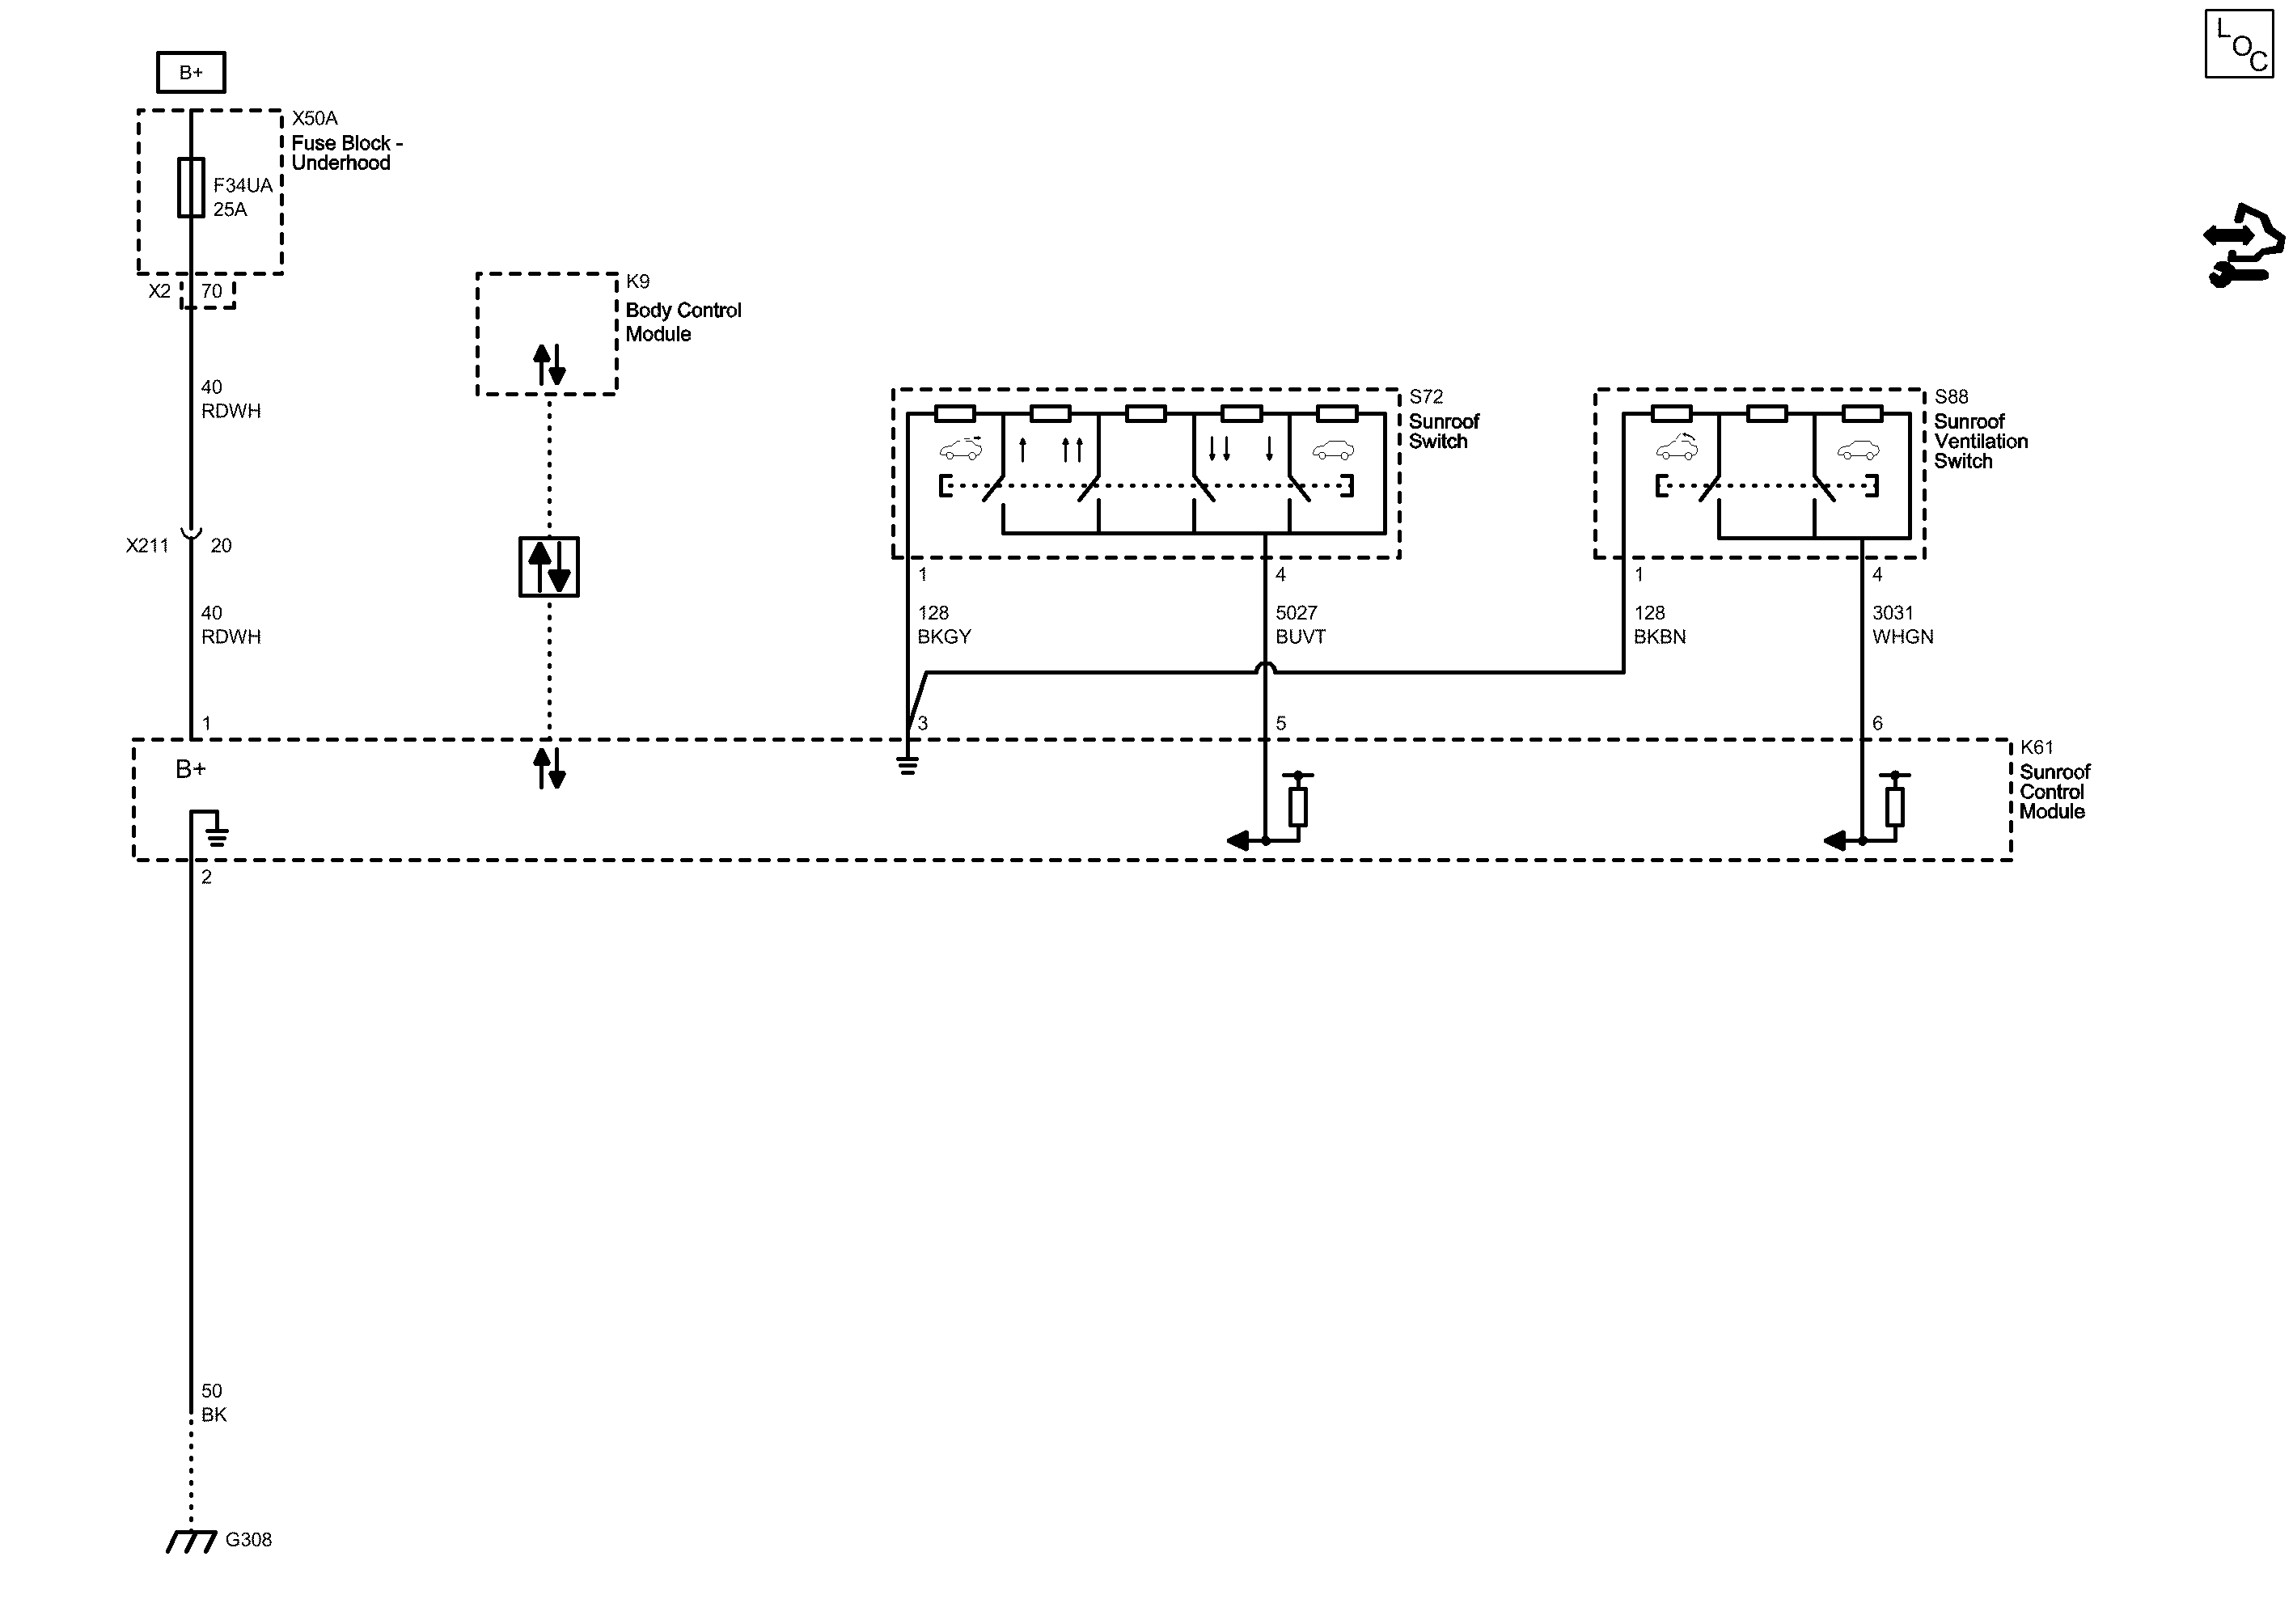 LOC
B+
X50A
Fuse Block -
Underhood
F34UA
25A
X2 70
K9
Body Control
Module
40
RDWH
S72
Sunroof
Switch
S88
Sunroof
Ventilation
Switch
X211 20
1
4
1
4
40
RDWH
128
BKGY
5027
BUVT
128
BKBN
3031
WHGN
1
3
5
6
B+
K61
Sunroof
Control
Module
2
50
BK
G308